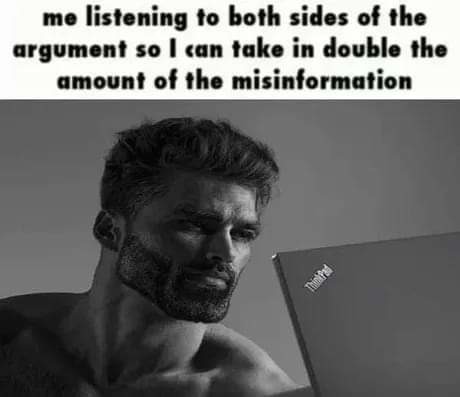 me listening to both sides of the
argument so I can take in double the
amount of the misinformation
ThinkPad